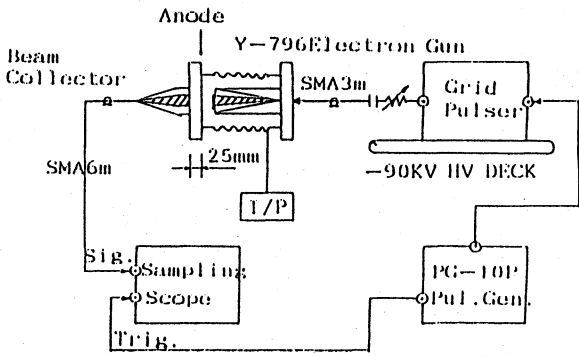 Anode
Y-796Electron Gun
Beam
Collector
SMA3m
Grid
Pulser
25mm
SMA6m
-90KV HV DECK
I/P
Sig.
Sampling
Scope
PG-10P
Pul.Gen.
Trig.